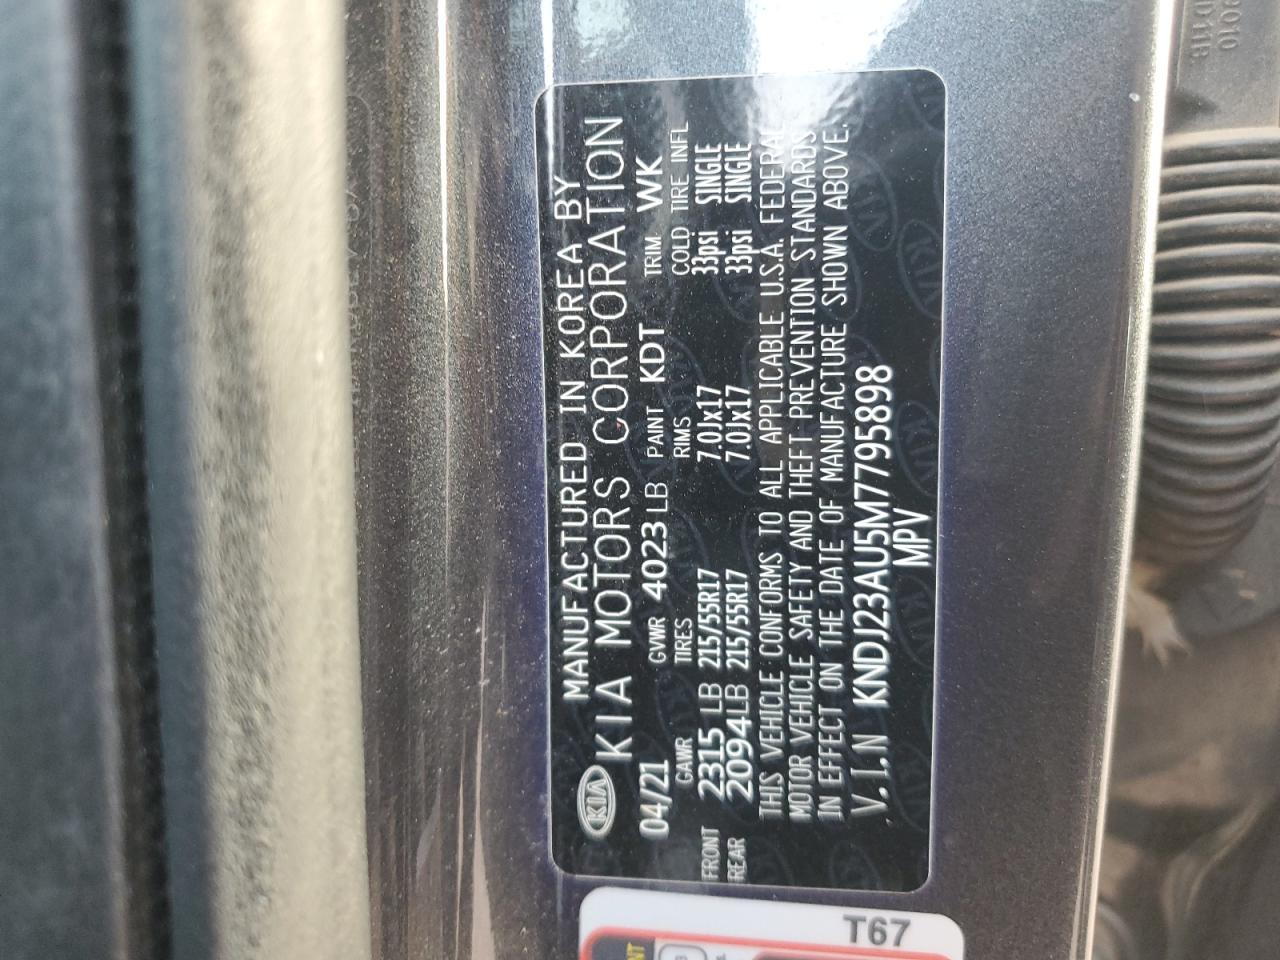 MANUFACTURED IN KOREA BY
KIA KIA MOTORS CORPORATION
04/21 GVWR 4023 LB PAINT KDT TRIM WK
GAWR TIRES RIMS COLD TIRE INFL
FRONT 2315 LB 215/55R17 7.0Jx17 33psi SINGLE
REAR 2094 LB 215/55R17 7.0Jx17 33psi SINGLE
THIS VEHICLE CONFORMS TO ALL APPLICABLE U.S.A. FEDERAL
MOTOR VEHICLE SAFETY AND THEFT PREVENTION STANDARDS
IN EFFECT ON THE DATE OF MANUFACTURE SHOWN ABOVE.
V.I.N KNDJ23AU5M7795898
MPV
T67